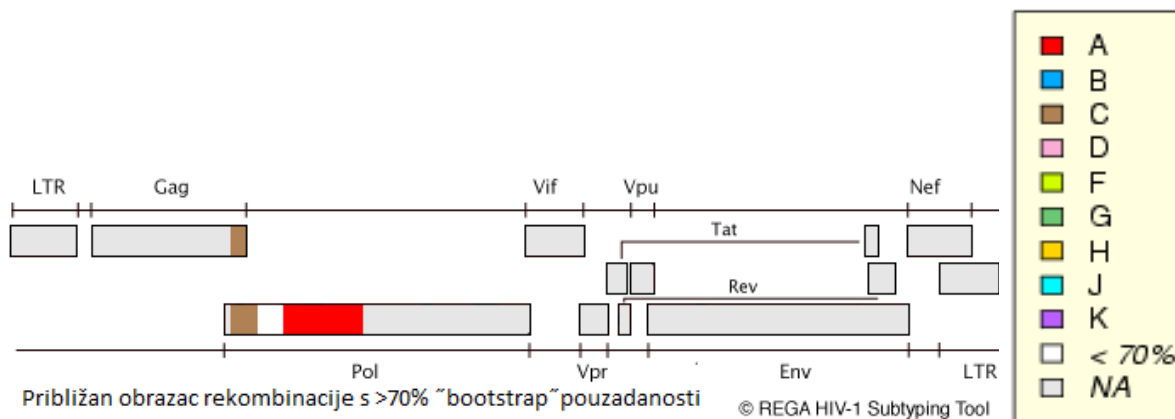 LTR Gag Vif Vpu Nef
Tat
Rev
Pol Vpr Env LTR
Približan obrazac rekombinacije s >70% ˝bootstrap˝pouzadanosti
© REGA HIV-1 Subtyping Tool
A
B
C
D
F
G
H
J
K
< 70%
NA